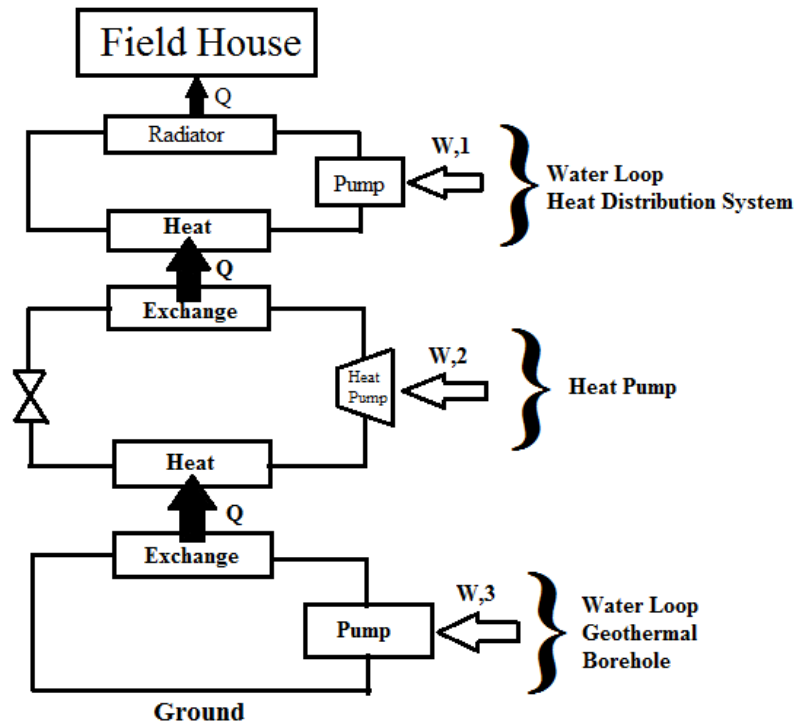 Field House
Q
Radiator
W,1
Pump
Water Loop
Heat Distribution System
Heat
Q
Exchange
W,2
Heat
Pump
Heat Pump
Heat
Q
Exchange
W,3
Pump
Water Loop
Geothermal
Borehole
Ground